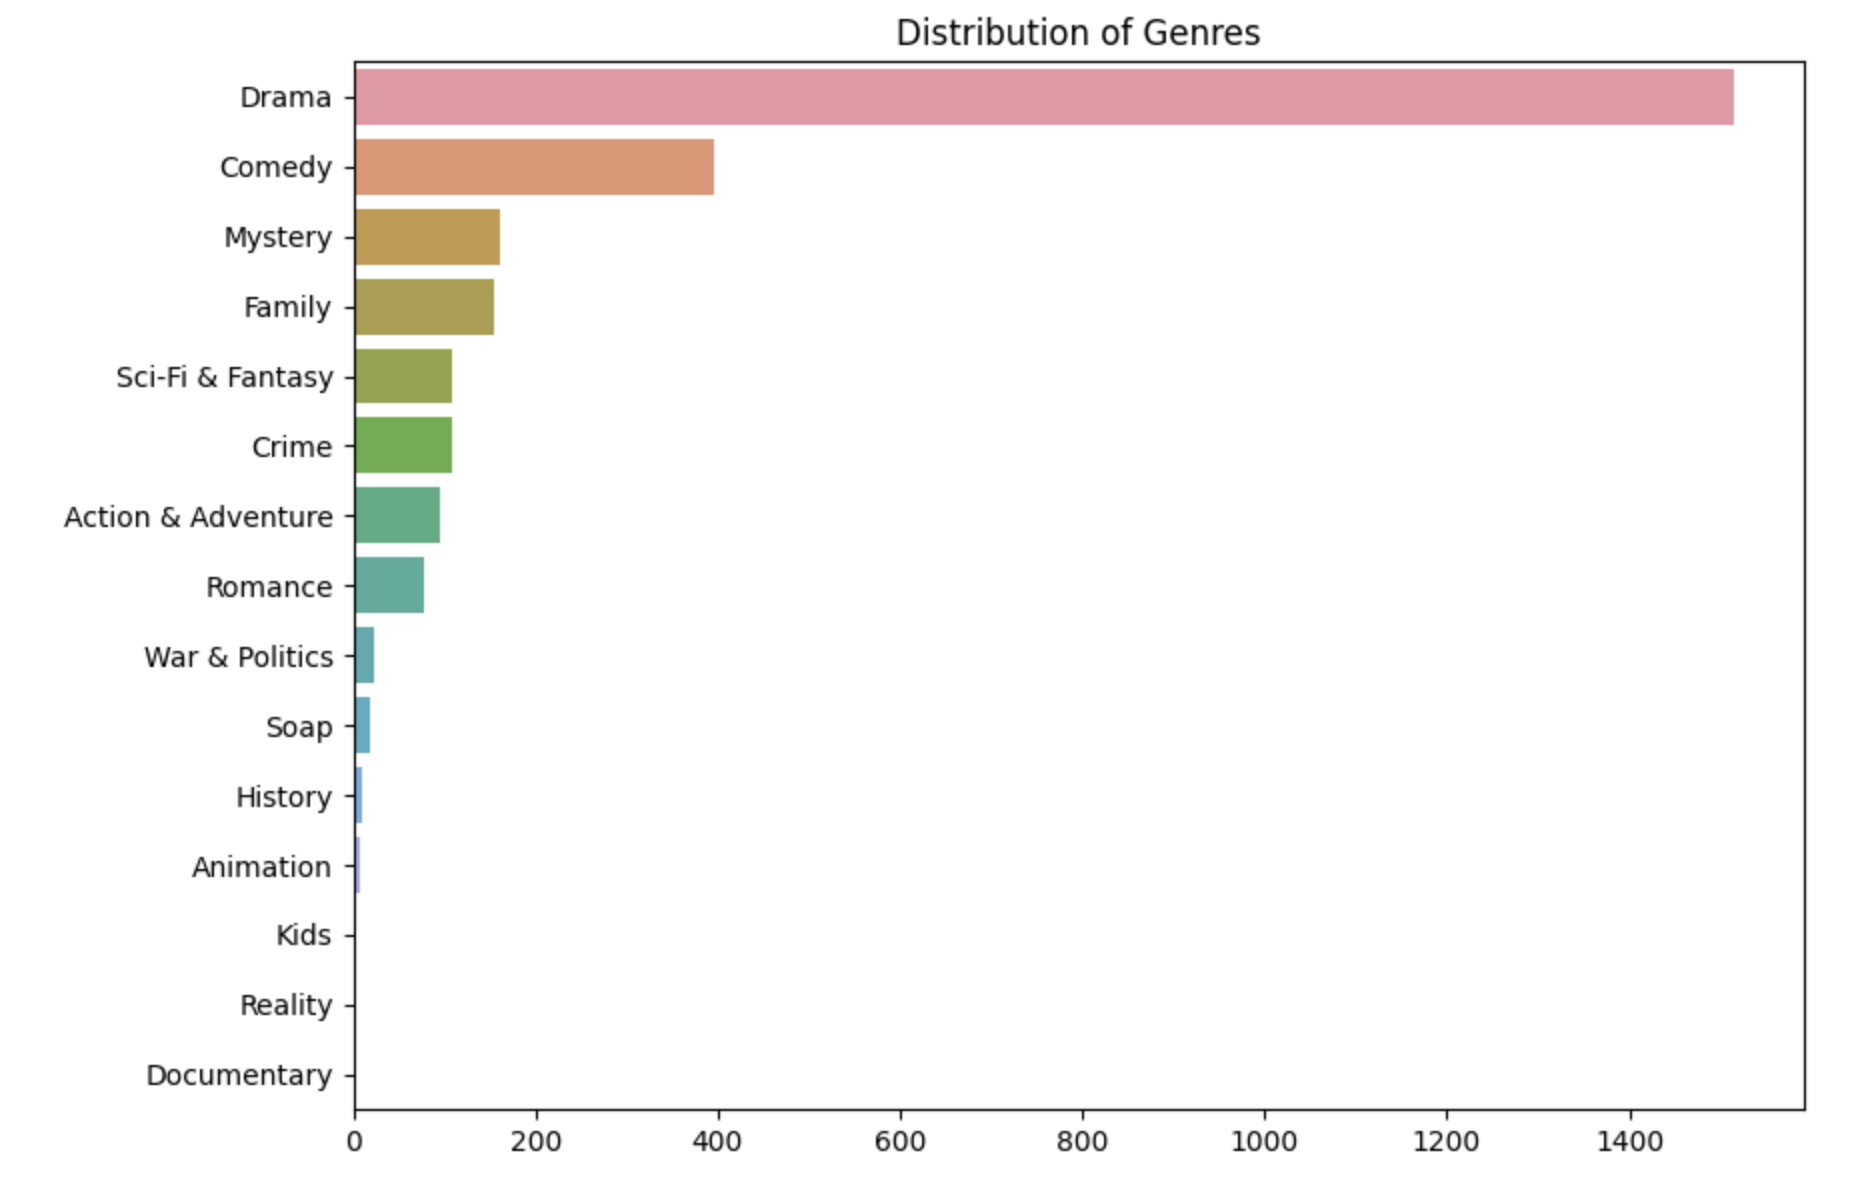 Distribution of Genres
Drama
Comedy
Mystery
Family
Sci-Fi & Fantasy
Crime
Action & Adventure
Romance
War & Politics
Soap
History
Animation
Kids
Reality
Documentary
0 200 400 600 800 1000 1200 1400